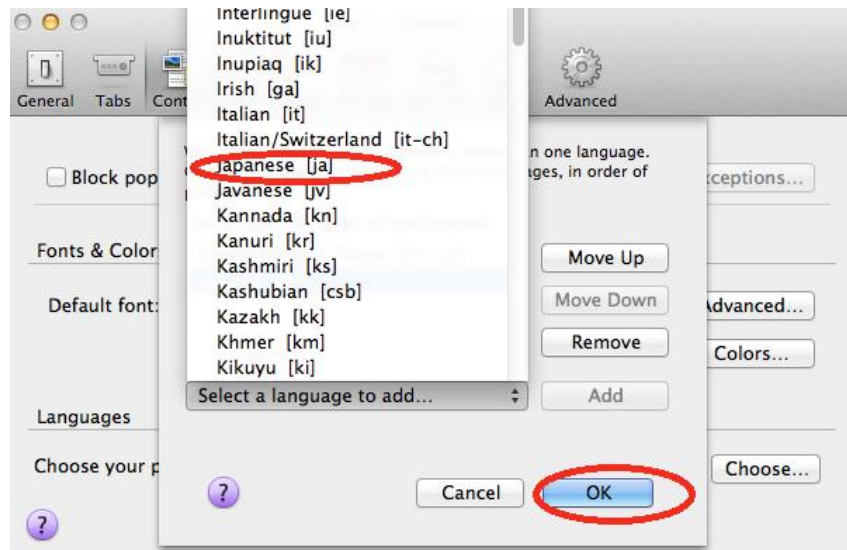 Interlingue [ie]
Inuktitut [iu]
Inupiaq [ik]
Irish [ga]
Italian [it]
Italian/Switzerland [it-ch]
Japanese [ja]
Javanese [jv]
Kannada [kn]
Kanuri [kr]
Kashmiri [ks]
Kashubian [csb]
Kazakh [kk]
Khmer [km]
Kikuyu [ki]
General Tabs Cont Advanced
n one language.
ages, in order of
Block pop
ceptions...
Fonts & Color
Move Up
Default font:
Move Down
Advanced...
Remove
Colors...
Select a language to add...
Add
Languages
Choose your p
Choose...
?
Cancel
OK
?